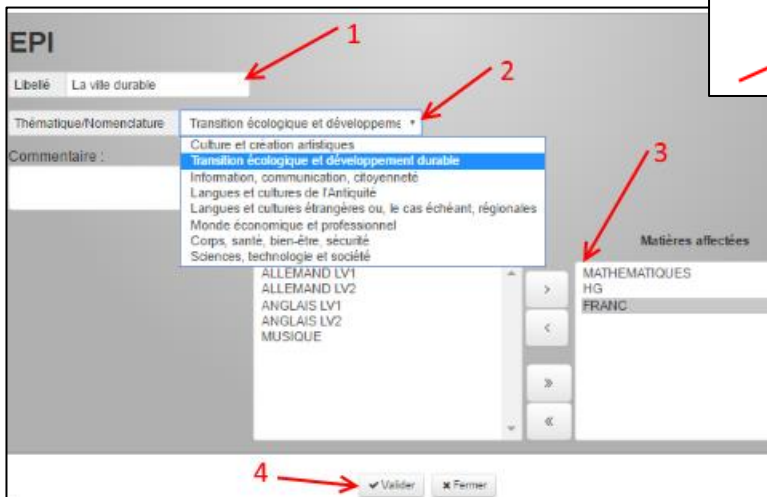 EPI
1
Libellé La ville durable
2
Thématique/Nomenclature Transition écologique et développeme
Commentaire :
Culture et création artistiques
Transition écologique et développement durable
Information, communication, citoyenneté
Langues et cultures de l'Antiquité
Langues et cultures étrangères ou, le cas échéant, régionales
Monde économique et professionnel
Corps, santé, bien-être, sécurité
Sciences, technologie et société
3
Matières affectées
ALLEMAND LV1
ALLEMAND LV2
ANGLAIS LV1
ANGLAIS LV2
MUSIQUE
>
<
»
«
MATHEMATIQUES
HG
FRANC
4
✔ Valider ✖ Fermer